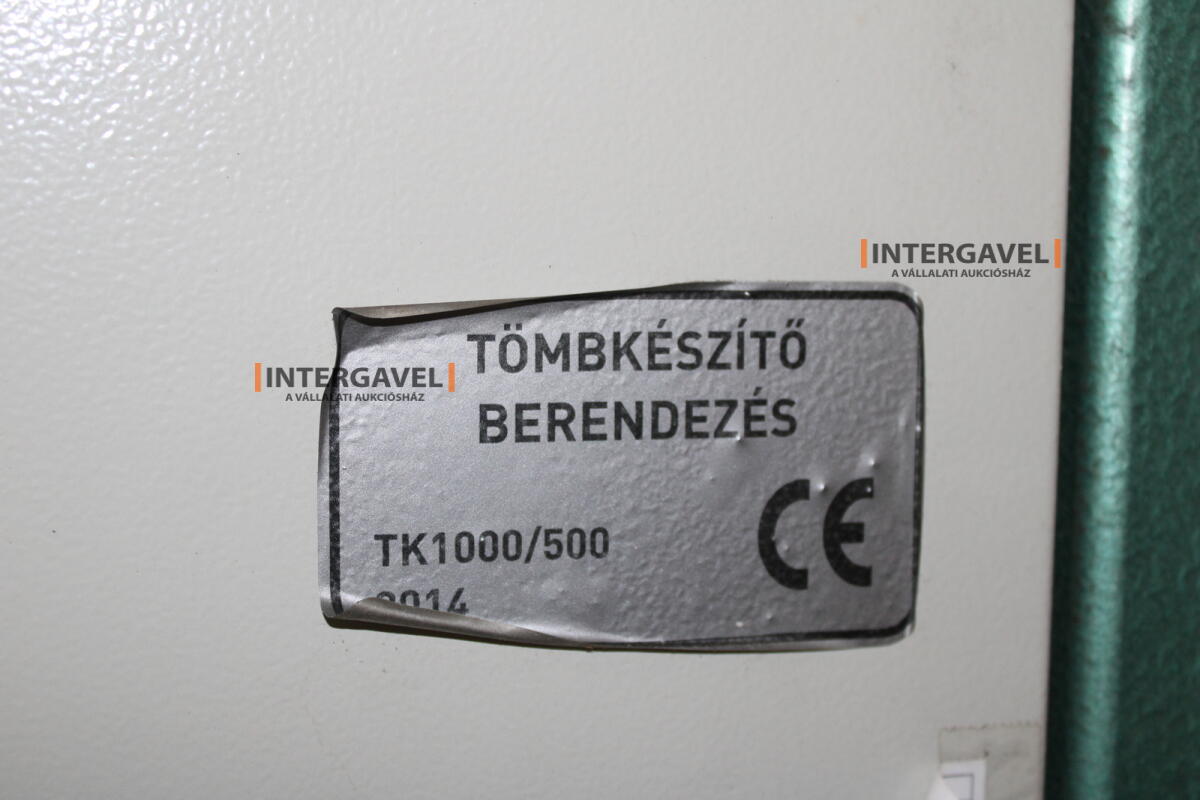 INTERGAVEL
A VÁLLALATI AUKCIÓSHÁZ
INTERGAVEL
A VÁLLALATI AUKCIÓSHÁZ
TÖMBKÉSZÍTŐ
BERENDEZÉS
CE
TK1000/500
2014